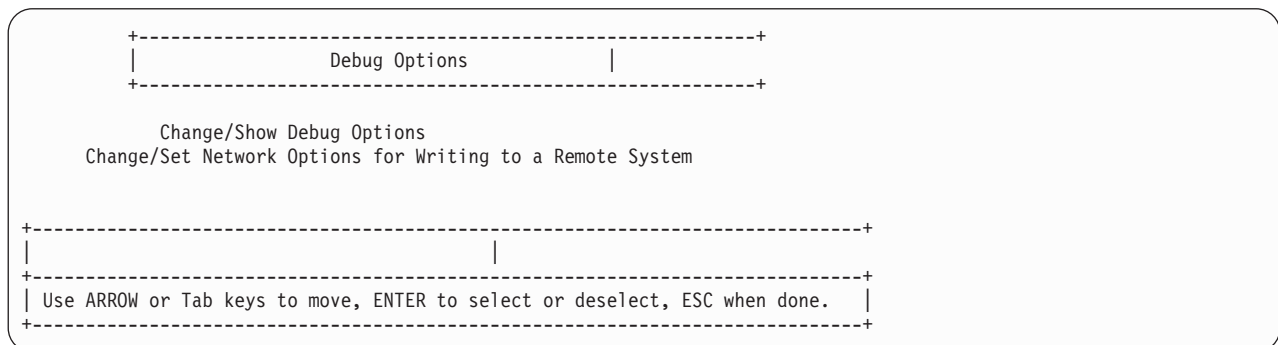 +----------------------------------------------------------+
| Debug Options |
+----------------------------------------------------------+
Change/Show Debug Options
Change/Set Network Options for Writing to a Remote System
+------------------------------------------------------------------------------+
| |
+------------------------------------------------------------------------------+
| Use ARROW or Tab keys to move, ENTER to select or deselect, ESC when done. |
+------------------------------------------------------------------------------+